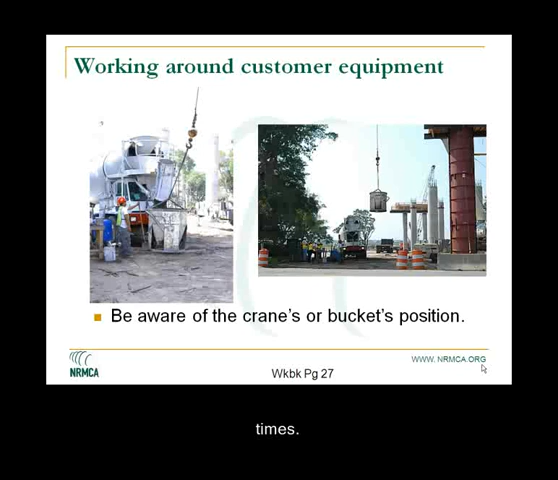 Working around customer equipment
Be aware of the crane's or bucket's position.
NRMCA
WWW. NRMCA.ORG
Wkbk Pg 27
times.